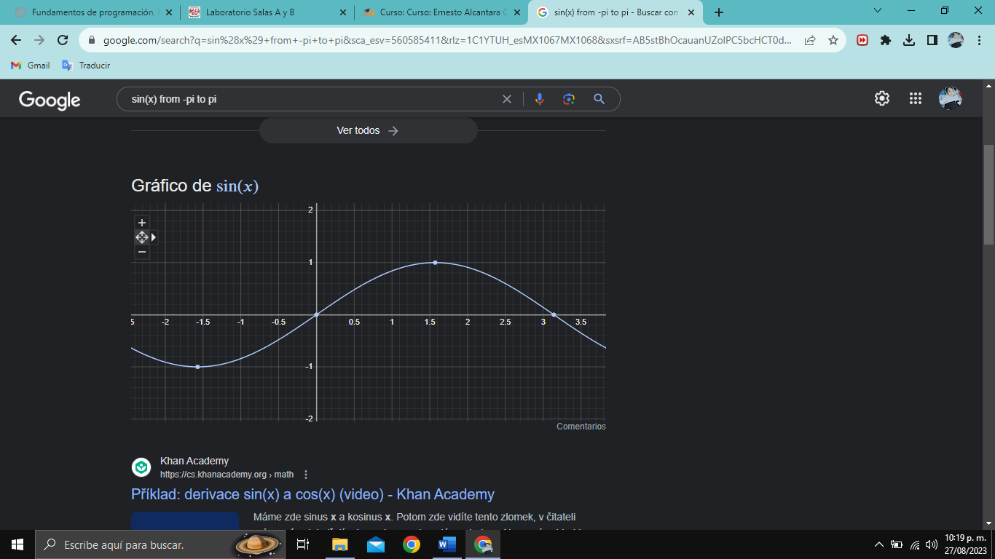 Fundamentos de programación,
Laboratorio Salas A y B
Curso: Curso: Ernesto Alcantara C
sin(x) from -pi to pi - Buscar con
google.com/search?q=sin%28x%29+from+-pi+to+pi&sca_esv=560585411&rlz=1C1YTUH_esMX1067MX1068&sxsrf=AB5stBhOcauanUZoIPC5bcHCT0d...
Gmail
Traducir
Google
sin(x) from -pi to pi
Ver todos
Gráfico de sin(x)
2
1
5 -2 -1.5 -1 -0.5 0.5 1 1.5 2 2.5 3 3.5
-1
-2
Comentarios
Khan Academy
https://cs.khanacademy.org › math
Příklad: derivace sin(x) a cos(x) (video) - Khan Academy
Máme zde sinus x a kosinus x. Potom zde vidíte tento zlomek, v čitateli
Escribe aquí para buscar.
10:19 p. m.
27/08/2023